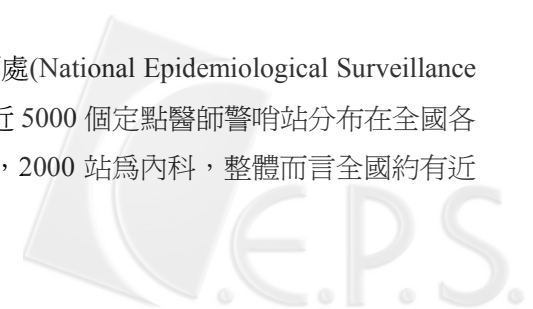 處(National Epidemiological Surveillance
近 5000 個定點醫師警哨站分布在全國各
，2000 站爲內科，整體而言全國約有近
C.E.P.S.